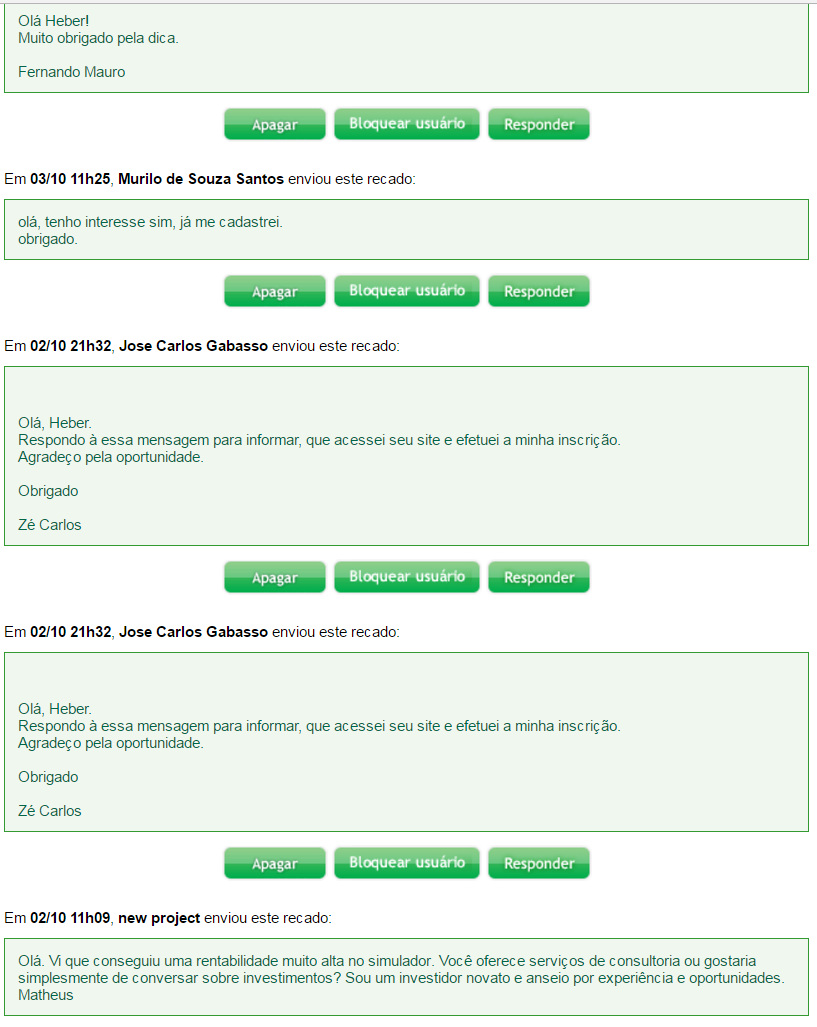 Olá Heber!
Muito obrigado pela dica.
Fernando Mauro
Apagar Bloquear usuário Responder
Em 03/10 11h25, Murilo de Souza Santos enviou este recado:
olá, tenho interesse sim, já me cadastrei.
obrigado.
Apagar Bloquear usuário Responder
Em 02/10 21h32, Jose Carlos Gabasso enviou este recado:
Olá, Heber.
Respondo à essa mensagem para informar, que acessei seu site e efetuei a minha inscrição.
Agradeço pela oportunidade.
Obrigado
Zé Carlos
Apagar Bloquear usuário Responder
Em 02/10 21h32, Jose Carlos Gabasso enviou este recado:
Olá, Heber.
Respondo à essa mensagem para informar, que acessei seu site e efetuei a minha inscrição.
Agradeço pela oportunidade.
Obrigado
Zé Carlos
Apagar Bloquear usuário Responder
Em 02/10 11h09, new project enviou este recado:
Olá. Vi que conseguiu uma rentabilidade muito alta no simulador. Você oferece serviços de consultoria ou gostaria
simplesmente de conversar sobre investimentos? Sou um investidor novato e anseio por experiência e oportunidades.
Matheus